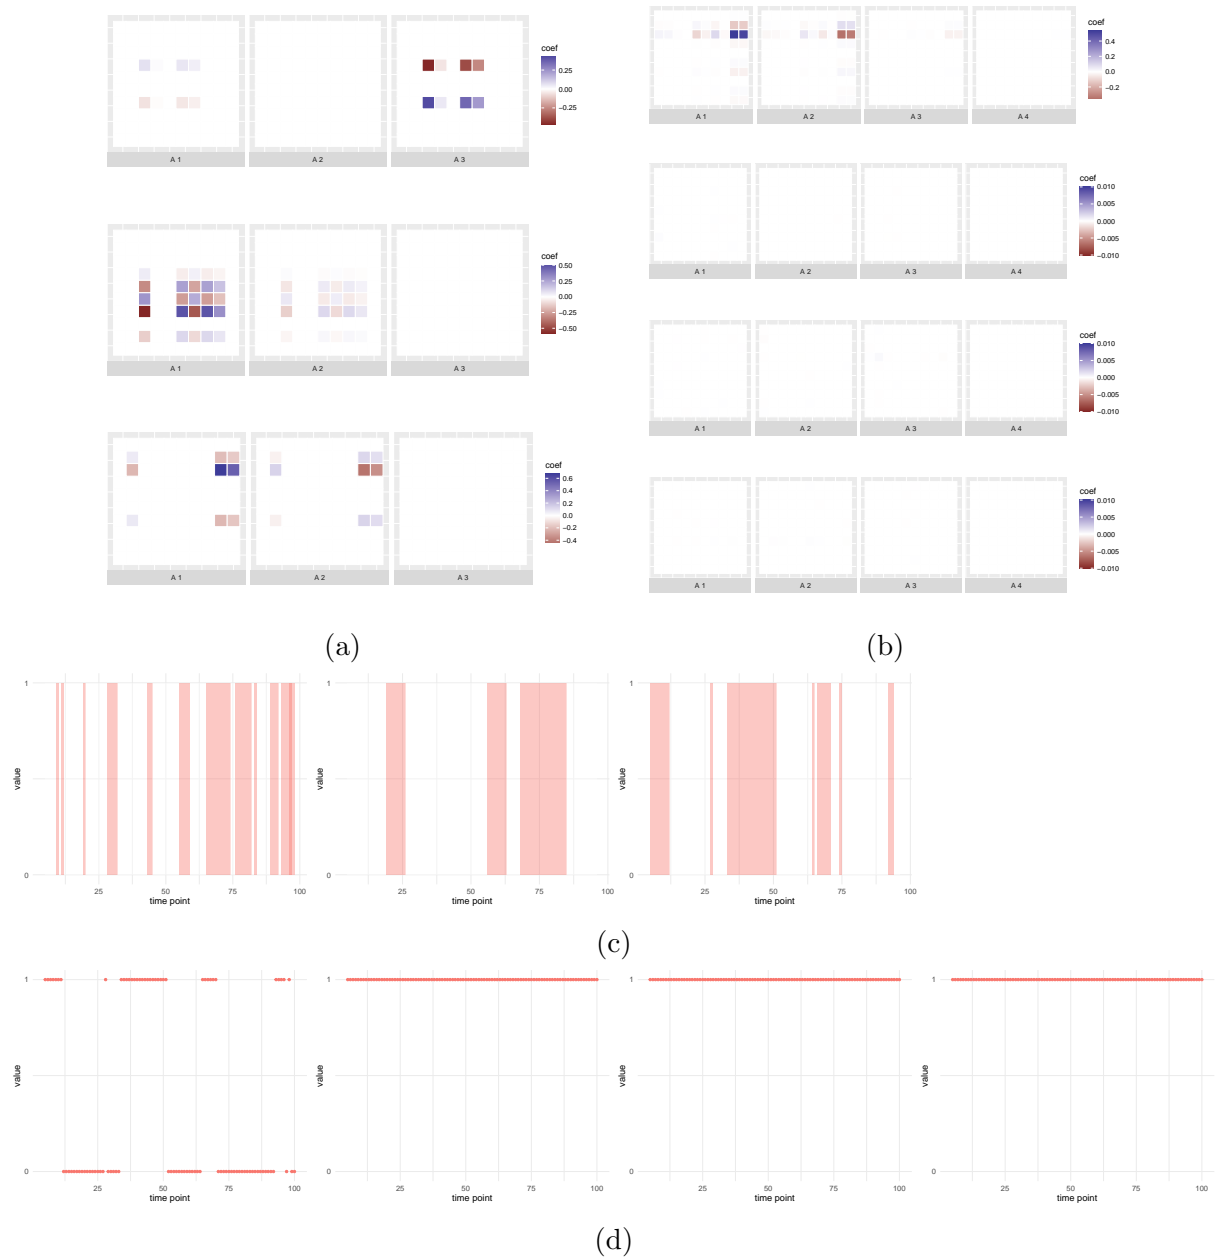 coef
0.25
0.00
−0.25
A 1 A 2 A 3
coef
0.50
0.25
0.00
−0.25
−0.50
A 1 A 2 A 3
coef
0.6
0.4
0.2
0.0
−0.2
−0.4
A 1 A 2 A 3
(a)
coef
0.4
0.2
0.0
−0.2
A 1 A 2 A 3 A 4
coef
0.010
0.005
0.000
−0.005
−0.010
A 1 A 2 A 3 A 4
coef
0.010
0.005
0.000
−0.005
−0.010
A 1 A 2 A 3 A 4
coef
0.010
0.005
0.000
−0.005
−0.010
A 1 A 2 A 3 A 4
(b)
1
value
0
25 50 75 100
time point
1
value
0
25 50 75 100
time point
1
value
0
25 50 75 100
time point
(c)
1
value
0
25 50 75 100
time point
1
value
0
25 50 75 100
time point
1
value
0
25 50 75 100
time point
1
value
0
25 50 75 100
time point
(d)